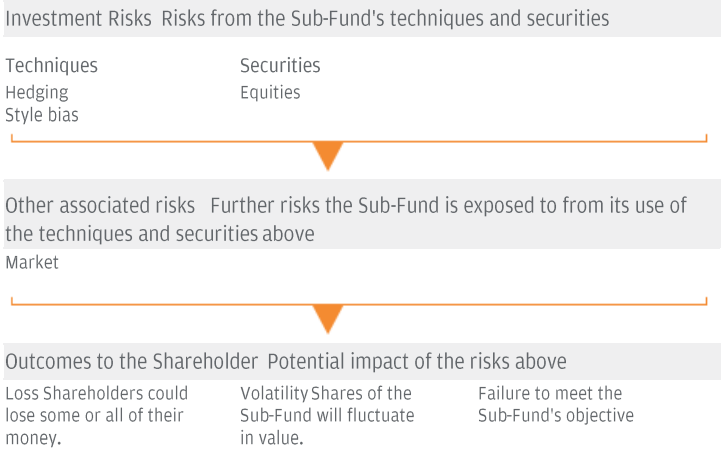 Investment Risks Risks from the Sub-Fund's techniques and securities
Techniques
Hedging
Style bias
Securities
Equities
Other associated risks Further risks the Sub-Fund is exposed to from its use of
the techniques and securities above
Market
Outcomes to the Shareholder Potential impact of the risks above
Loss Shareholders could
lose some or all of their
money.
Volatility Shares of the
Sub-Fund will fluctuate
in value.
Failure to meet the
Sub-Fund's objective